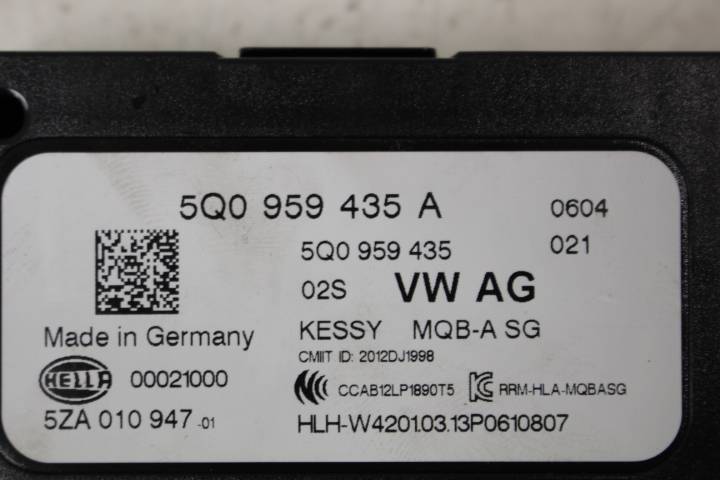 5Q0 959 435 A 0604
5Q0 959 435 021
02S VW AG
Made in Germany KESSY MQB-A SG
CMIIT ID: 2012DJ1998
HELLA 00021000 CCAB12LP1890T5 RRM-HLA-MQBASG
5ZA 010 947 -01 HLH-W4201.03.13P0610807